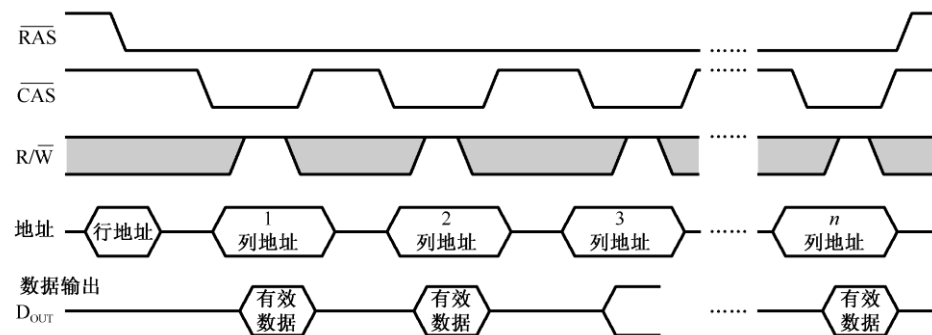 RAS
CAS
R/W
地址
行地址
1
列地址
2
列地址
3
列地址
……
n
列地址
数据输出
DOUT
有效
数据
有效
数据
……
有效
数据
……
……
……